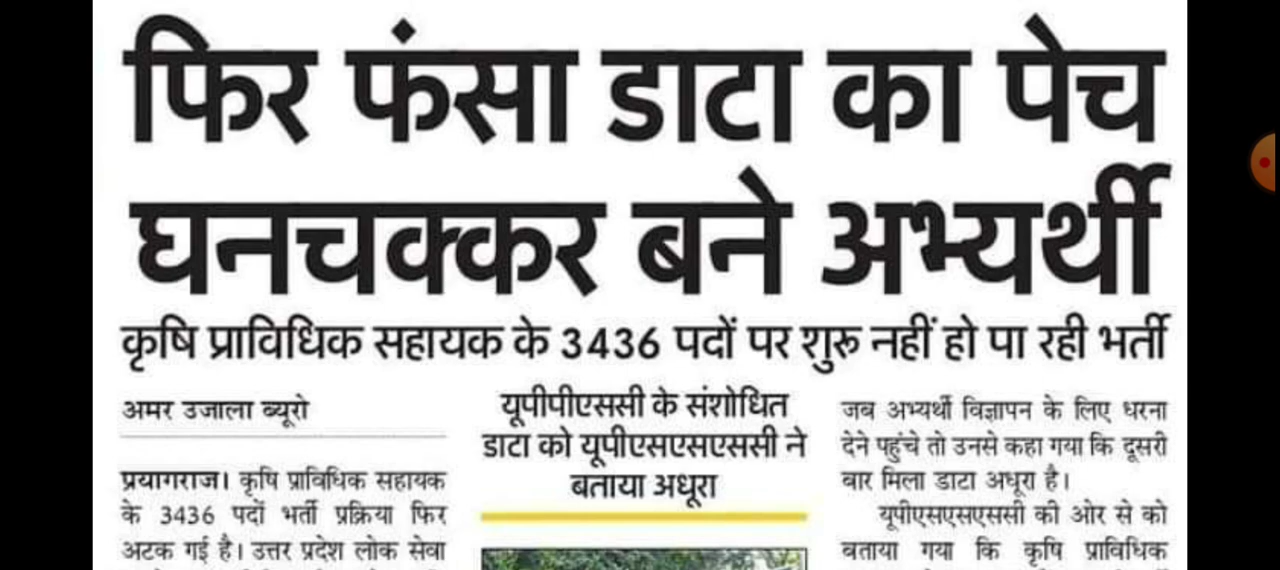 फिर फंसा डाटा का पेच
घनचक्कर बने अभ्यर्थी
कृषि प्राविधिक सहायक के 3436 पदों पर शुरू नहीं हो पा रही भर्ती
अमर उजाला ब्यूरो
प्रयागराज। कृषि प्राविधिक सहायक
के 3436 पदों भर्ती प्रक्रिया फिर
अटक गई है। उत्तर प्रदेश लोक सेवा
यूपीपीएससी के संशोधित
डाटा को यूपीएसएसएससी ने
बताया अधूरा
जब अभ्यर्थी विज्ञापन के लिए धरना
देने पहुंचे तो उनसे कहा गया कि दूसरी
बार मिला डाटा अधूरा है।
यूपीएसएसएससी की ओर से को
बताया गया कि कृषि प्राविधिक